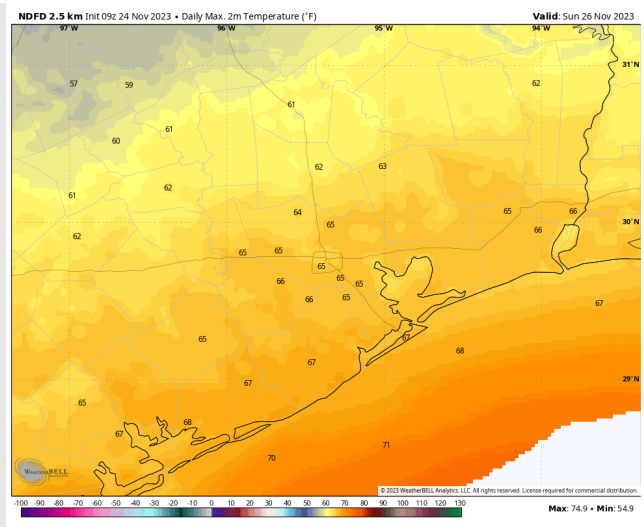 NDFD 2.5 km Init 09z 24 Nov 2023 • Daily Max. 2m Temperature (°F)
Valid: Sun 26 Nov 2023
97°W 96°W 95°W 94°W
31°N
57 59 62
61
61
60
62 63
62
61
64 65 66
65 30°N
62 66
65 65
65
65 65
66
66 65
67
67
65 68
67 29°N
67
65
68
67
71
70
WEATHERBELL
© 2023 WeatherBELL Analytics, LLC. All rights reserved. License required for commercial distribution.
-100 -90 -80 -70 -60 -50 -40 -30 -20 -10 0 10 20 30 40 50 60 70 80 90 100 110 120 130
Max: 74.9 • Min: 54.9